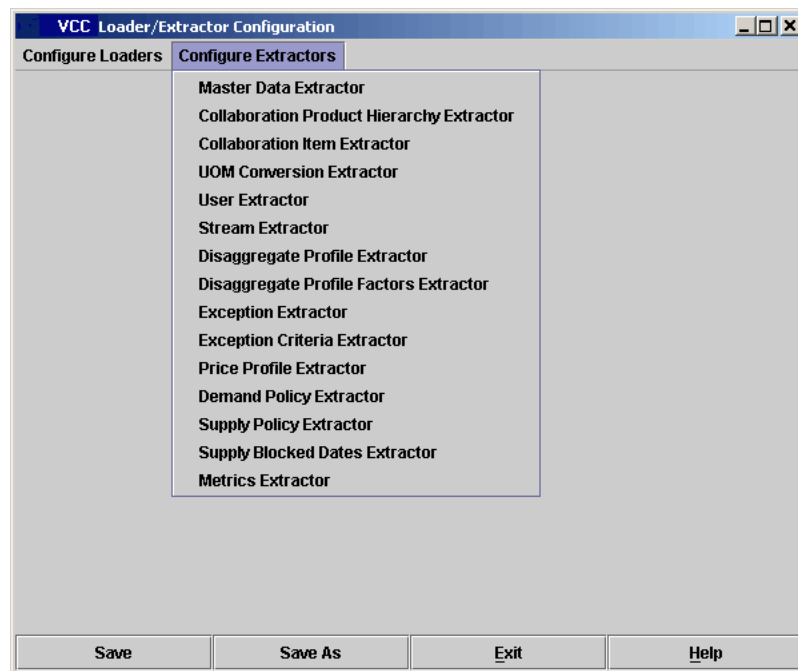 VCC Loader/Extractor Configuration
Configure Loaders Configure Extractors
Master Data Extractor
Collaboration Product Hierarchy Extractor
Collaboration Item Extractor
UOM Conversion Extractor
User Extractor
Stream Extractor
Disaggregate Profile Extractor
Disaggregate Profile Factors Extractor
Exception Extractor
Exception Criteria Extractor
Price Profile Extractor
Demand Policy Extractor
Supply Policy Extractor
Supply Blocked Dates Extractor
Metrics Extractor
Save Save As Exit Help